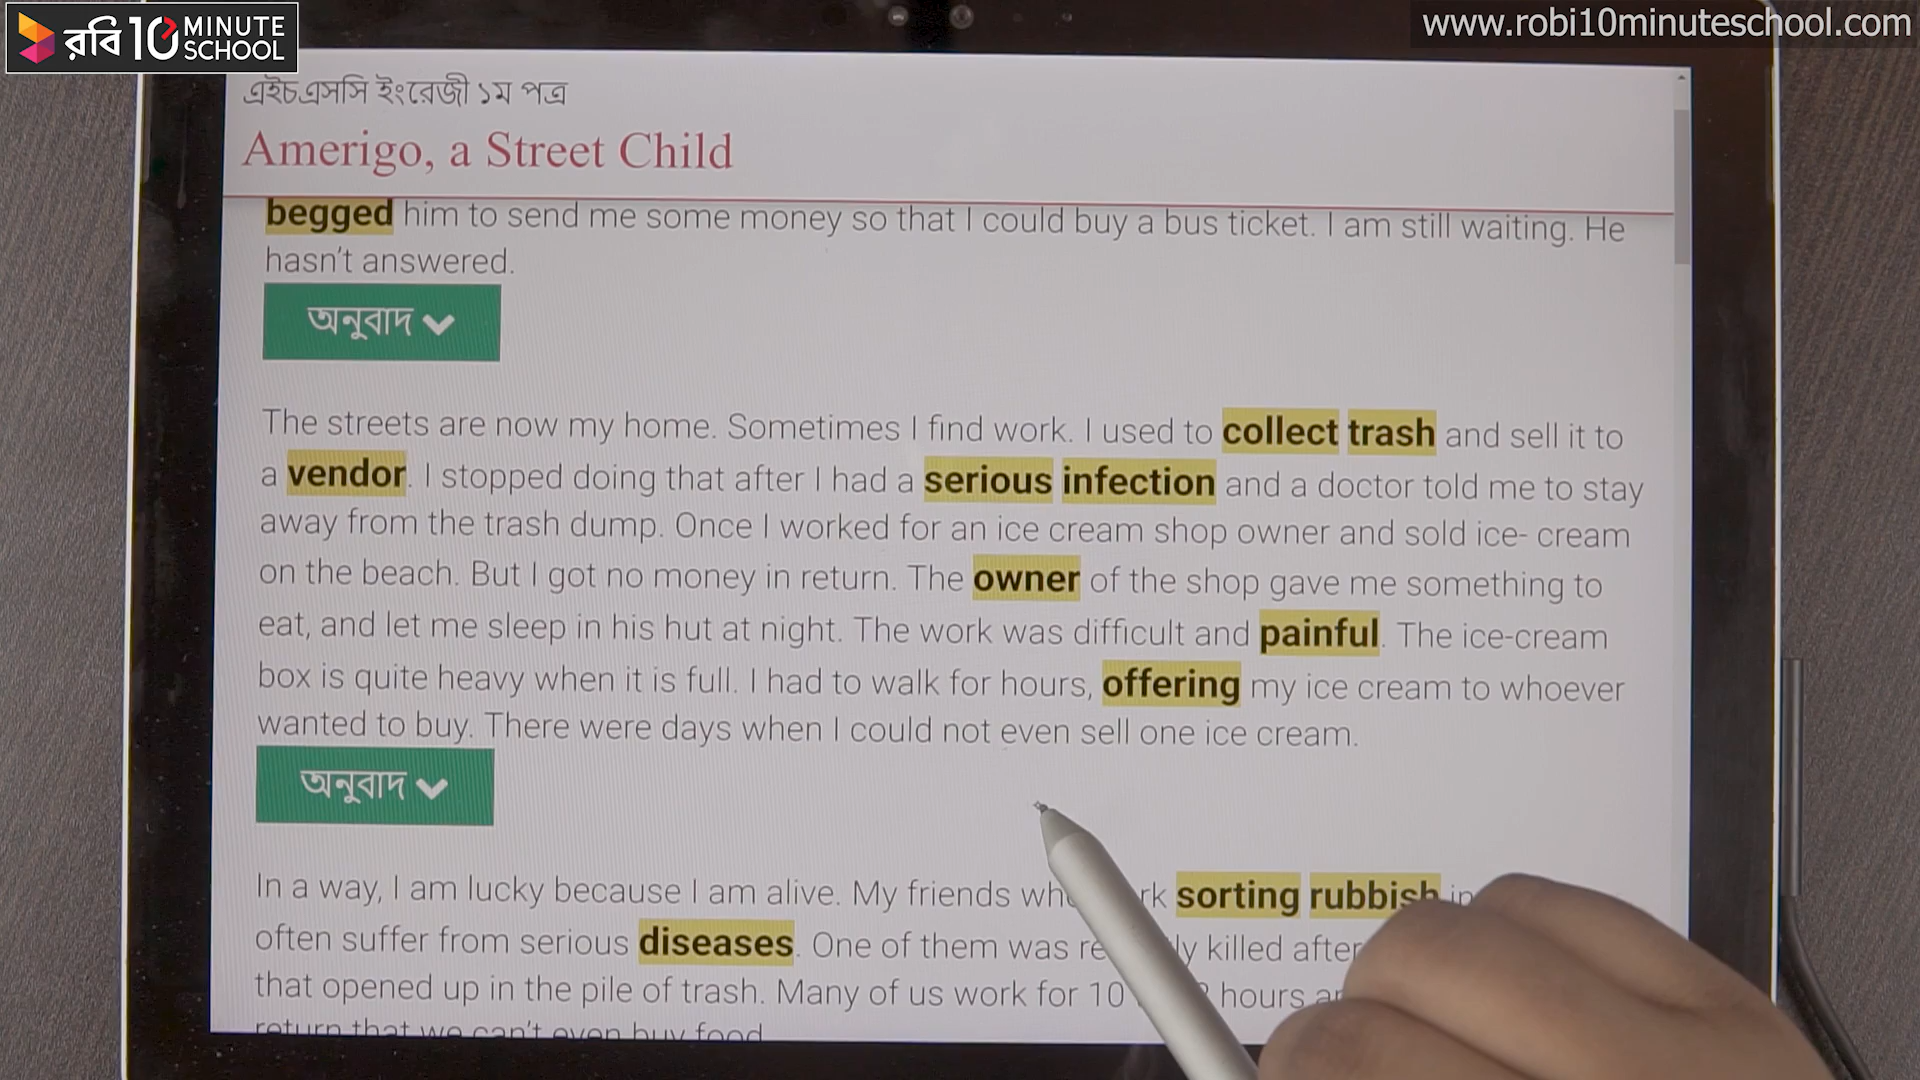 রবি 10 MINUTE SCHOOL
www.robi10minuteschool.com
এইচএসসি ইংরেজী ১ম পত্র
Amerigo, a Street Child
begged him to send me some money so that I could buy a bus ticket. I am still waiting. He
hasn't answered.
অনুবাদ
The streets are now my home. Sometimes I find work. I used to collect trash and sell it to
a vendor. I stopped doing that after I had a serious infection and a doctor told me to stay
away from the trash dump. Once I worked for an ice cream shop owner and sold ice- cream
on the beach. But I got no money in return. The owner of the shop gave me something to
eat, and let me sleep in his hut at night. The work was difficult and painful. The ice-cream
box is quite heavy when it is full. I had to walk for hours, offering my ice cream to whoever
wanted to buy. There were days when I could not even sell one ice cream.
অনুবাদ
In a way, I am lucky because I am alive. My friends sorting rubbish
often suffer from serious diseases. One of them was killed after
that opened up in the pile of trash. Many of us work for 10 hours
return that we can't even buy food